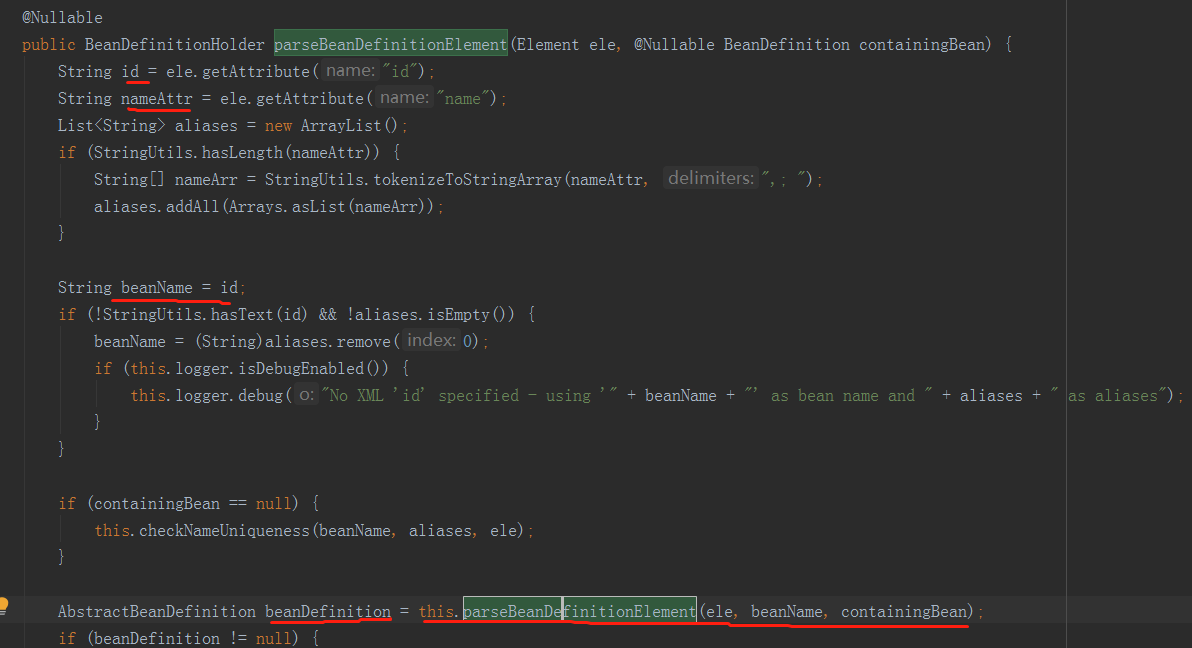 @Nullable
public BeanDefinitionHolder parseBeanDefinitionElement(Element ele, @Nullable BeanDefinition containingBean) {
String id = ele.getAttribute( name: "id");
String nameAttr = ele.getAttribute( name: "name");
List<String> aliases = new ArrayList();
if (StringUtils.hasLength(nameAttr)) {
String[] nameArr = StringUtils.tokenizeToStringArray(nameAttr, delimiters: ",; ");
aliases.addAll(Arrays.asList(nameArr));
}
String beanName = id;
if (!StringUtils.hasText(id) && !aliases.isEmpty()) {
beanName = (String)aliases.remove( index: 0);
if (this.logger.isDebugEnabled()) {
this.logger.debug( o: "No XML 'id' specified - using '" + beanName + "' as bean name and " + aliases + " as aliases");
}
}
if (containingBean == null) {
this.checkNameUniqueness(beanName, aliases, ele);
}
AbstractBeanDefinition beanDefinition = this.parseBeanDefinitionElement(ele, beanName, containingBean);
if (beanDefinition != null) {